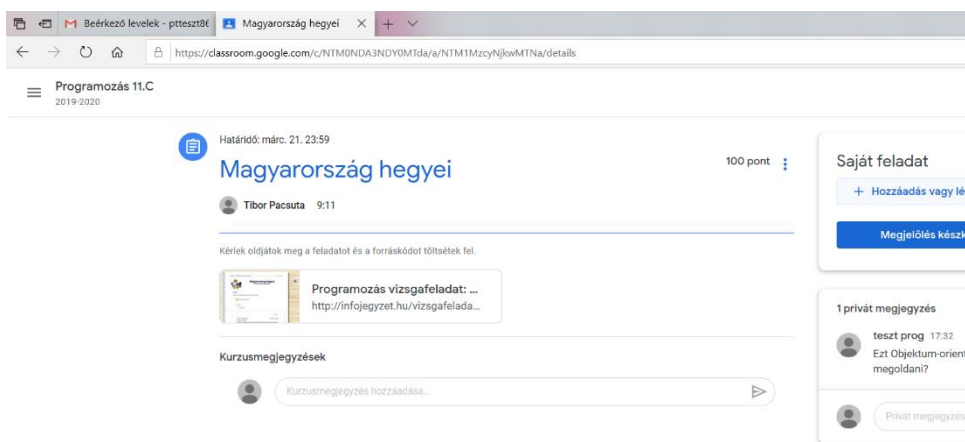 Beérkező levelek - ptteszt86
Magyarország hegyei
https://classroom.google.com/c/NTM0NDA3NDY0MTda/a/NTM1MzcyNjkwMTNa/details
Programozás 11.C
2019-2020
Határidő: márc. 21. 23:59
Magyarország hegyei
100 pont
Tibor Pacsuta 9:11
Kérlek oldjátok meg a feladatot és a forráskódot töltsétek fel.
Programozás vizsgafeladat: ...
http://infojegyzet.hu/vizsgafelada...
Kurzusmegjegyzések
Kurzusmegjegyzés hozzáadása...
Saját feladat
+ Hozzáadás vagy lé
Megjelölés készk
1 privát megjegyzés
teszt prog 17:32
Ezt Objektum-orient
megoldani?
Privát megjegyzés